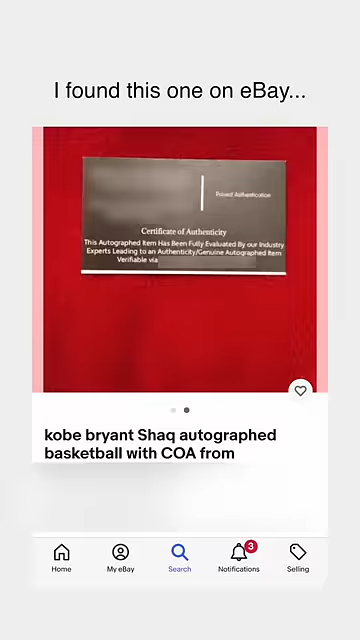 I found this one on eBay...
Certificate of Authenticity
This Autographed Item Has Been Fully Evaluated By our Industry
Experts Leading to an Authenticity/Genuine Autographed Item
Verifiable via
kobe bryant Shaq autographed
basketball with COA from
3
Home My eBay Search Notifications Selling